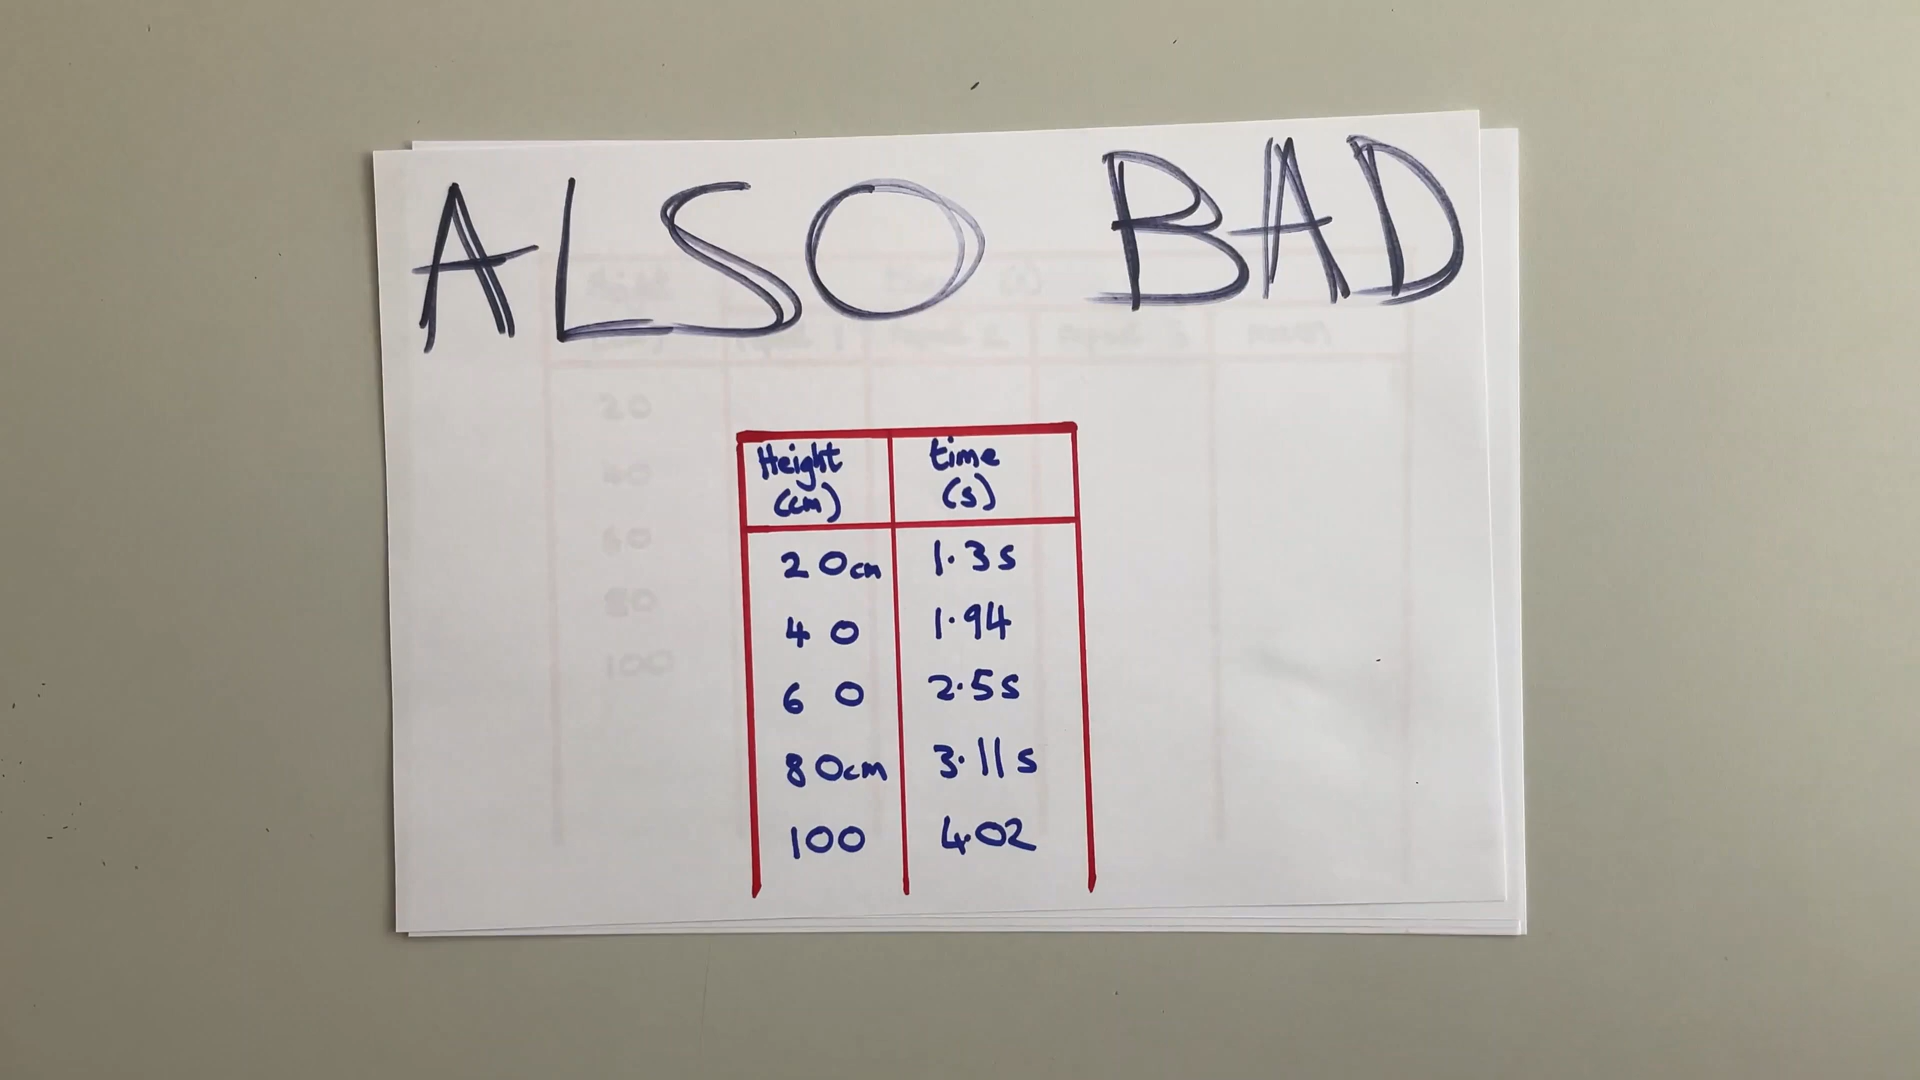 ALSO BAD
Height time
(cm) (s)
20cm 1.3s
40 1.94
60 2.5s
80cm 3.11s
100 4.02